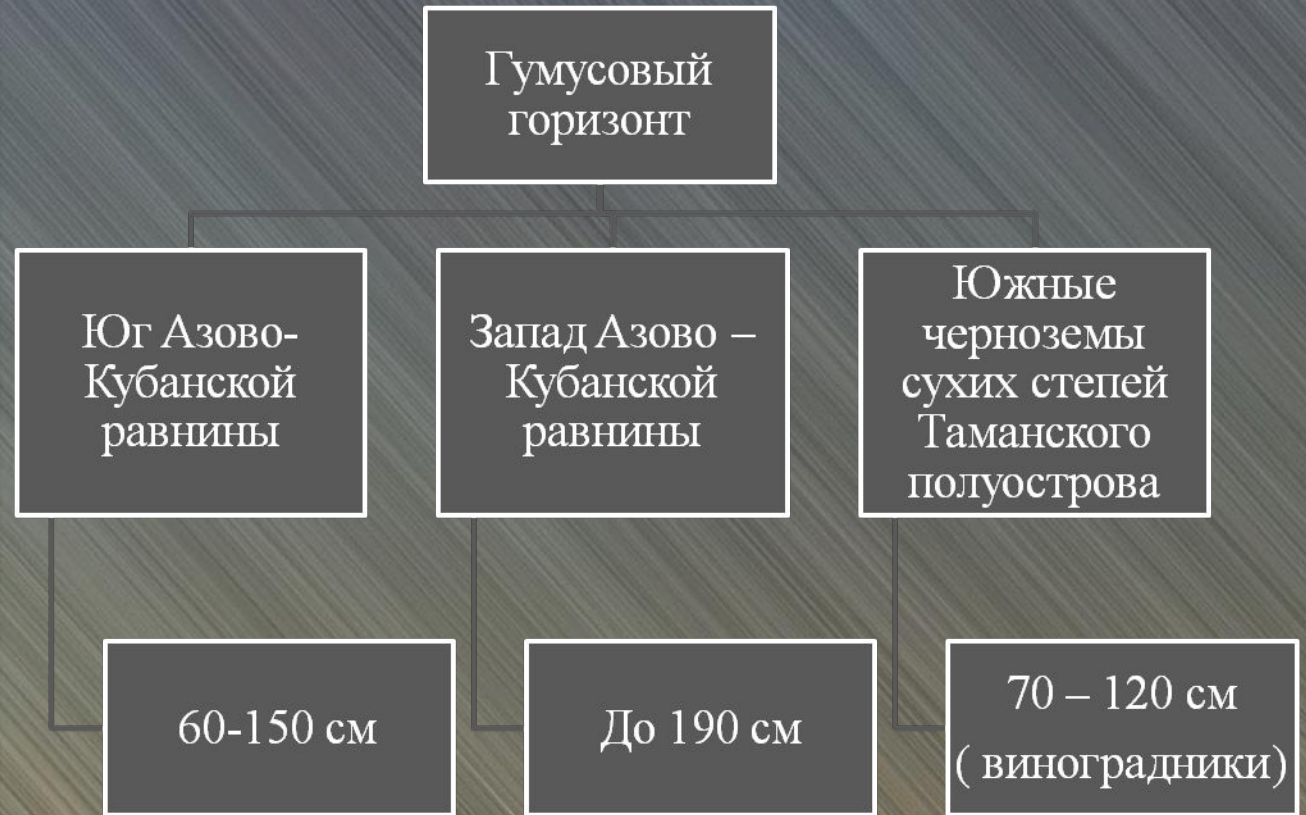 Гумусовый
горизонт
Юг Азово-
Кубанской
равнины
Запад Азово –
Кубанской
равнины
Южные
черноземы
сухих степей
Таманского
полуострова
60-150 см
До 190 см
70 – 120 см
( виноградники)